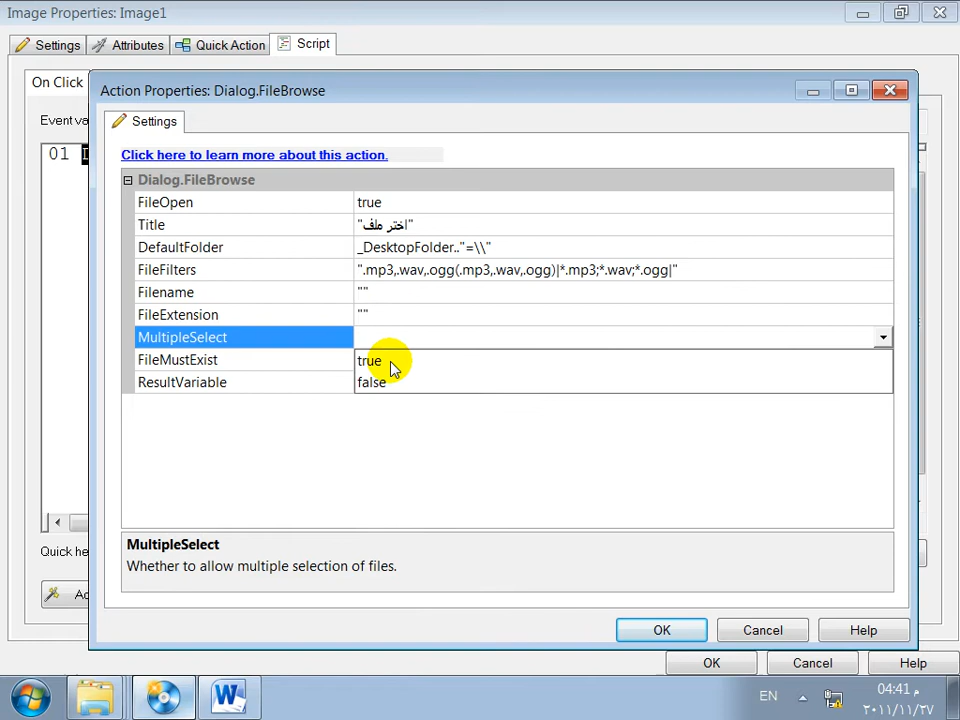 Image Properties: Image1
Settings
Attributes
Quick Action
Script
On Click
Action Properties: Dialog.FileBrowse
Settings
Event va
01
Click here to learn more about this action.
Dialog.FileBrowse
FileOpen true
Title "اختر ملف"
DefaultFolder _DesktopFolder.."=\\"
FileFilters ".mp3,.wav,.ogg(.mp3,.wav,.ogg)|*.mp3;*.wav;*.ogg|"
Filename ""
FileExtension ""
MultipleSelect
FileMustExist true
ResultVariable false
MultipleSelect
Whether to allow multiple selection of files.
Quick he
Ac
OK Cancel Help
OK Cancel Help
W
EN
04:41 م
٢٠١١/١١/٢٧